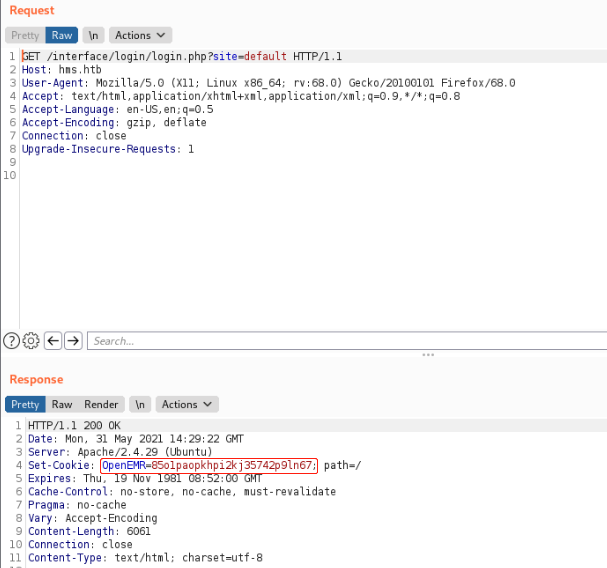 Request
Pretty Raw \n Actions
1 GET /interface/login/login.php?site=default HTTP/1.1
2 Host: hms.htb
3 User-Agent: Mozilla/5.0 (X11; Linux x86_64; rv:68.0) Gecko/20100101 Firefox/68.0
4 Accept: text/html,application/xhtml+xml,application/xml;q=0.9,*/*;q=0.8
5 Accept-Language: en-US,en;q=0.5
6 Accept-Encoding: gzip, deflate
7 Connection: close
8 Upgrade-Insecure-Requests: 1
9
10
? Search...
Response
Pretty Raw Render \n Actions
1 HTTP/1.1 200 OK
2 Date: Mon, 31 May 2021 14:29:22 GMT
3 Server: Apache/2.4.29 (Ubuntu)
4 Set-Cookie: OpenEMR=85o1paopkhpi2kj35742p9ln67; path=/
5 Expires: Thu, 19 Nov 1981 08:52:00 GMT
6 Cache-Control: no-store, no-cache, must-revalidate
7 Pragma: no-cache
8 Vary: Accept-Encoding
9 Content-Length: 6061
10 Connection: close
11 Content-Type: text/html; charset=utf-8